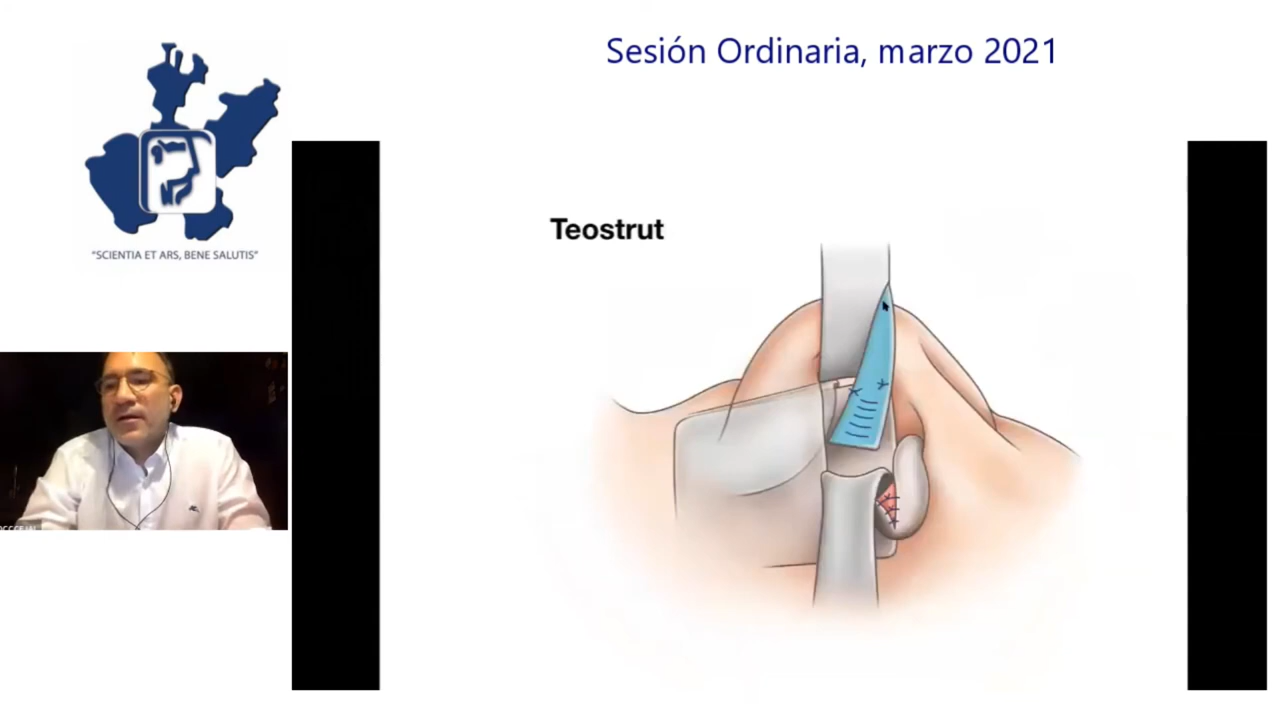 Sesión Ordinaria, marzo 2021
"SCIENTIA ET ARS, BENE SALUTIS"
Teostrut